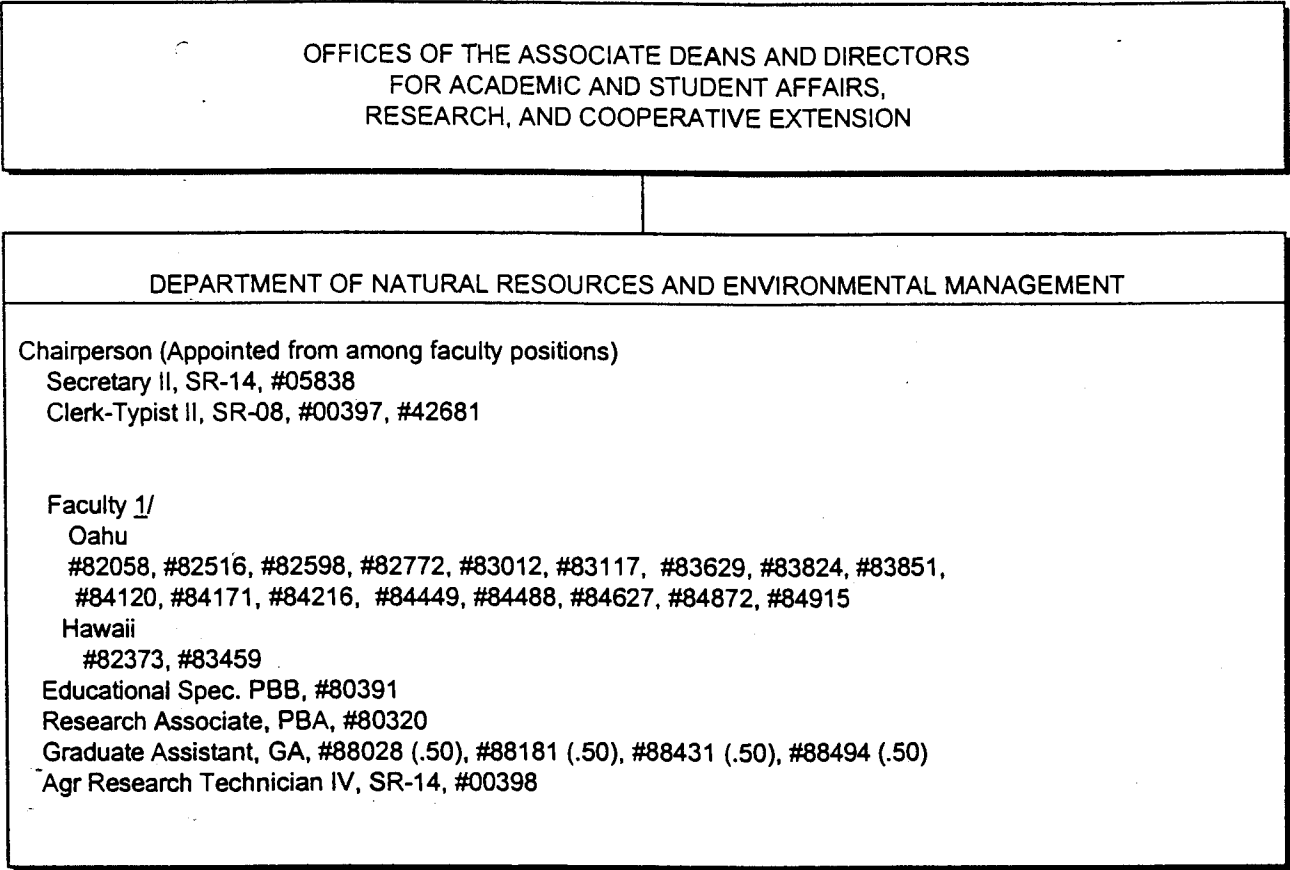 OFFICES OF THE ASSOCIATE DEANS AND DIRECTORS
FOR ACADEMIC AND STUDENT AFFAIRS,
RESEARCH, AND COOPERATIVE EXTENSION
DEPARTMENT OF NATURAL RESOURCES AND ENVIRONMENTAL MANAGEMENT
Chairperson (Appointed from among faculty positions)
Secretary II, SR-14, #05838
Clerk-Typist II, SR-08, #00397, #42681
Faculty 1/
Oahu
#82058, #82516, #82598, #82772, #83012, #83117, #83629, #83824, #83851,
#84120, #84171, #84216, #84449, #84488, #84627, #84872, #84915
Hawaii
#82373, #83459
Educational Spec. PBB, #80391
Research Associate, PBA, #80320
Graduate Assistant, GA, #88028 (.50), #88181 (.50), #88431 (.50), #88494 (.50)
Agr Research Technician IV, SR-14, #00398